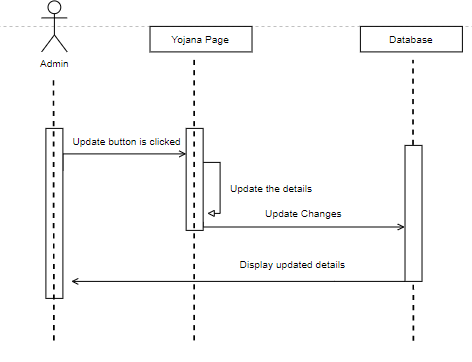 Yojana Page
Database
Admin
Update button is clicked
Update the details
Update Changes
Display updated details